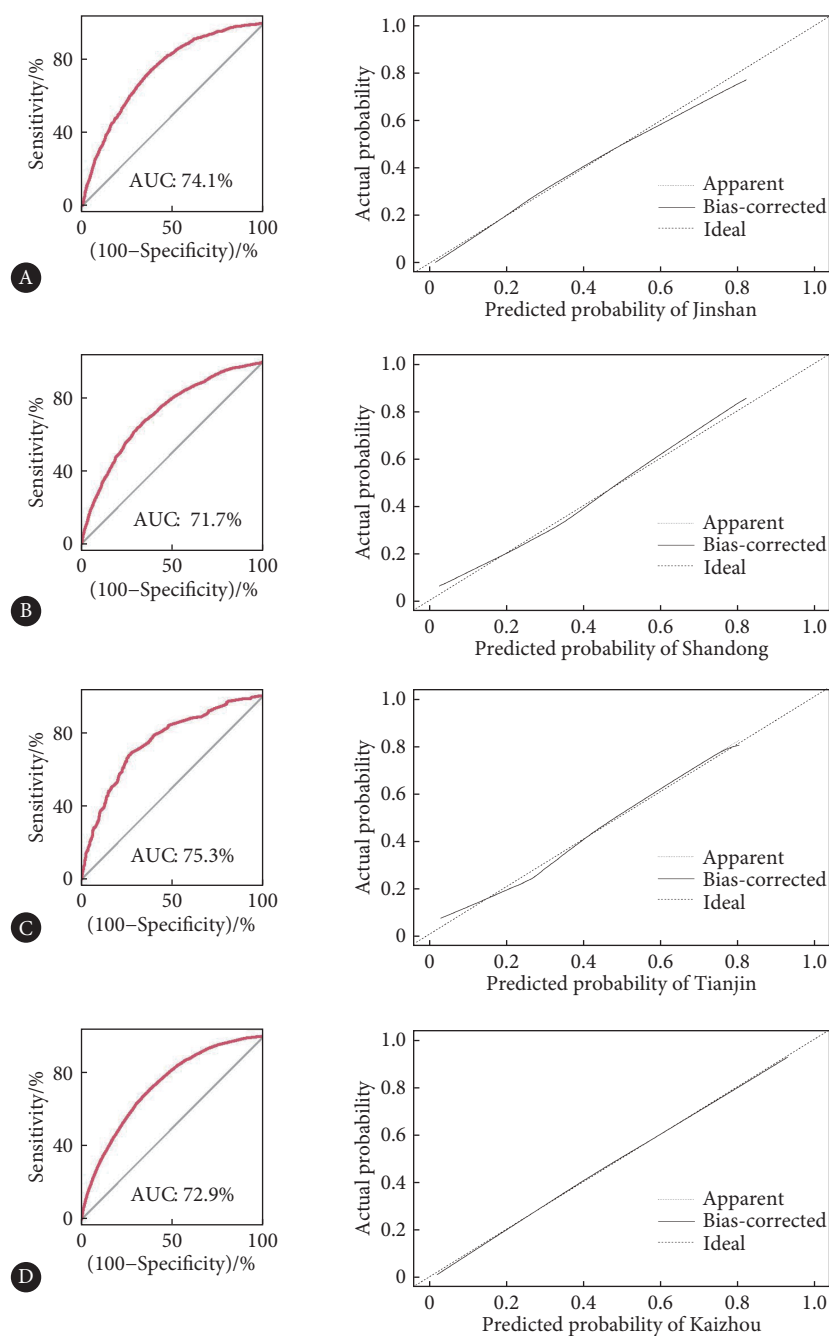 80
40
0
Sensitivity/%
AUC: 74.1%
0 50 100
(100−Specificity)/%
A
1.0
0.8
0.6
0.4
0.2
0
Actual probability
Apparent
Bias-corrected
Ideal
0 0.2 0.4 0.6 0.8 1.0
Predicted probability of Jinshan
80
40
0
Sensitivity/%
AUC: 71.7%
0 50 100
(100−Specificity)/%
B
1.0
0.8
0.6
0.4
0.2
0
Actual probability
Apparent
Bias-corrected
Ideal
0 0.2 0.4 0.6 0.8 1.0
Predicted probability of Shandong
80
40
0
Sensitivity/%
AUC: 75.3%
0 50 100
(100−Specificity)/%
C
1.0
0.8
0.6
0.4
0.2
0
Actual probability
Apparent
Bias-corrected
Ideal
0 0.2 0.4 0.6 0.8 1.0
Predicted probability of Tianjin
80
40
0
Sensitivity/%
AUC: 72.9%
0 50 100
(100−Specificity)/%
D
1.0
0.8
0.6
0.4
0.2
0
Actual probability
Apparent
Bias-corrected
Ideal
0 0.2 0.4 0.6 0.8 1.0
Predicted probability of Kaizhou